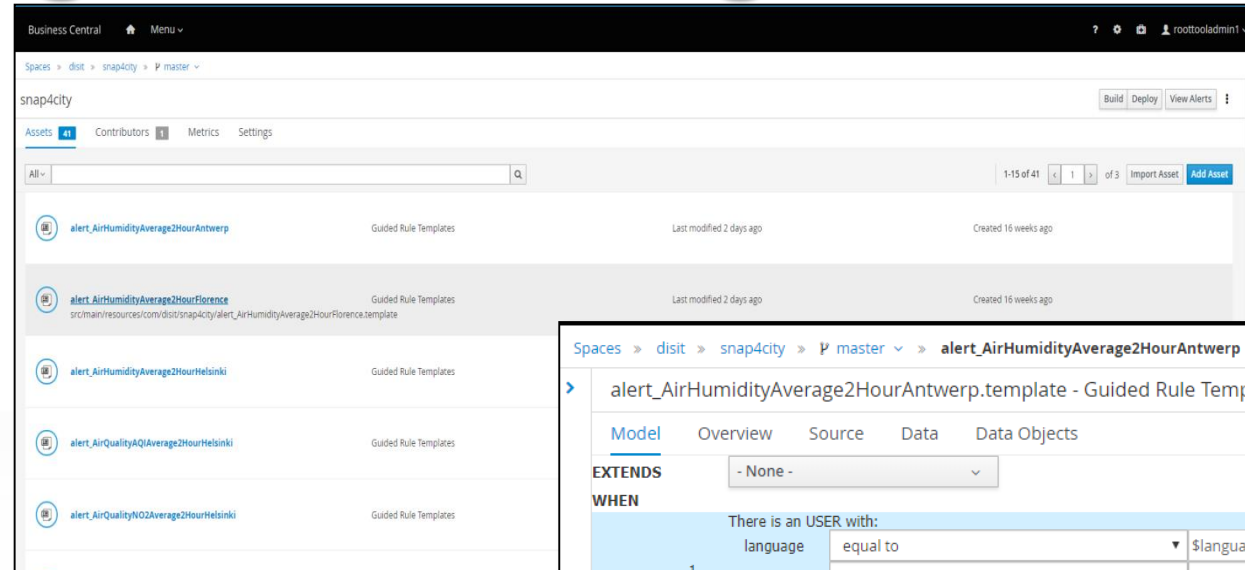 Business Central Menu
? roottooladmin1
Spaces » disit » snap4city » master
snap4city
Build Deploy View Alerts
Assets 41 Contributors 1 Metrics Settings
All
1-15 of 41 < 1 > of 3 Import Asset Add Asset
alert_AirHumidityAverage2HourAntwerp Guided Rule Templates Last modified 2 days ago Created 16 weeks ago
alert_AirHumidityAverage2HourFlorence Guided Rule Templates Last modified 2 days ago Created 16 weeks ago
src/main/resources/com/disit/snap4city/alert_AirHumidityAverage2HourFlorence.template
alert_AirHumidityAverage2HourHelsinki Guided Rule Templates
alert_AirQualityAQIAverage2HourHelsinki Guided Rule Templates
alert_AirQualityNO2Average2HourHelsinki Guided Rule Templates
Spaces » disit » snap4city » master » alert_AirHumidityAverage2HourAntwerp
> alert_AirHumidityAverage2HourAntwerp.template - Guided Rule Temp
Model Overview Source Data Data Objects
EXTENDS - None -
WHEN
There is an USER with:
language equal to $langua
1